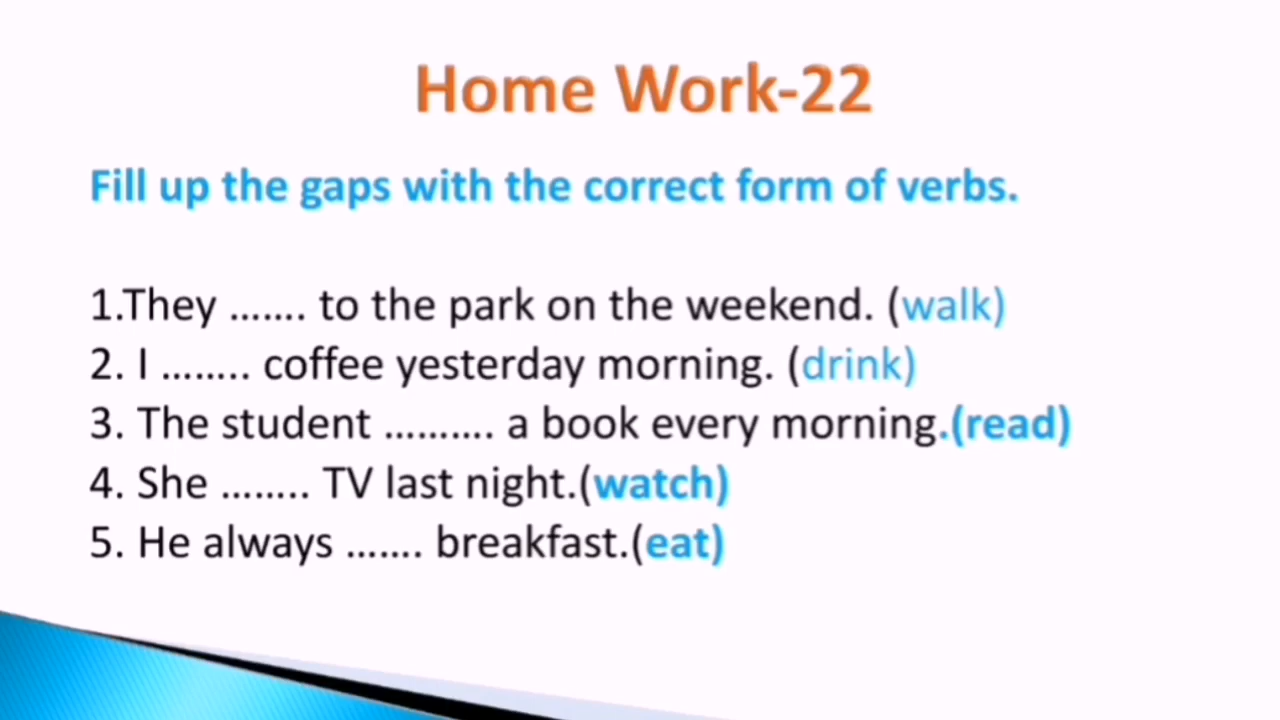 Home Work-22
Fill up the gaps with the correct form of verbs.
1.They ....... to the park on the weekend. (walk)
2. I ........ coffee yesterday morning. (drink)
3. The student .......... a book every morning.(read)
4. She ........ TV last night.(watch)
5. He always ....... breakfast.(eat)